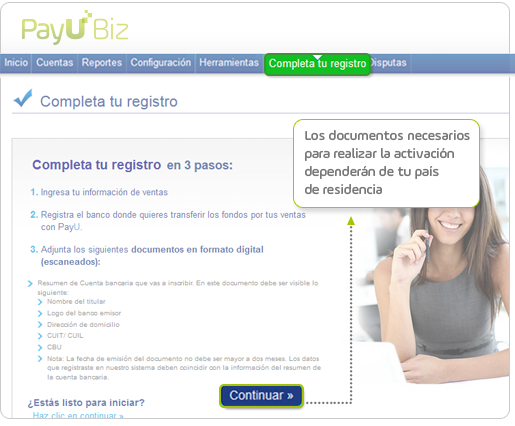 PayU Biz
Inicio Cuentas Reportes Configuración Herramientas Completa tu registro Disputas
Completa tu registro
Los documentos necesarios
para realizar la activación
dependerán de tu país
de residencia
Completa tu registro en 3 pasos:
1. Ingresa tu información de ventas
2. Registra el banco donde quieres transferir los fondos por tus ventas
con PayU.
3. Adjunta los siguientes documentos en formato digital
(escaneados):
Resumen de Cuenta bancaria que vas a inscribir. En este documento debe ser visible lo
siguiente:
Nombre del titular
Logo del banco emisor
Dirección de domicilio
CUIT/ CUIL
CBU
Nota: La fecha de emisión del documento no debe ser mayor a dos meses. Los datos
que registraste en nuestro sistema deben coincidir con la información del resumen de
la cuenta bancaria.
Continuar »
¿Estás listo para iniciar?
Haz clic en continuar »